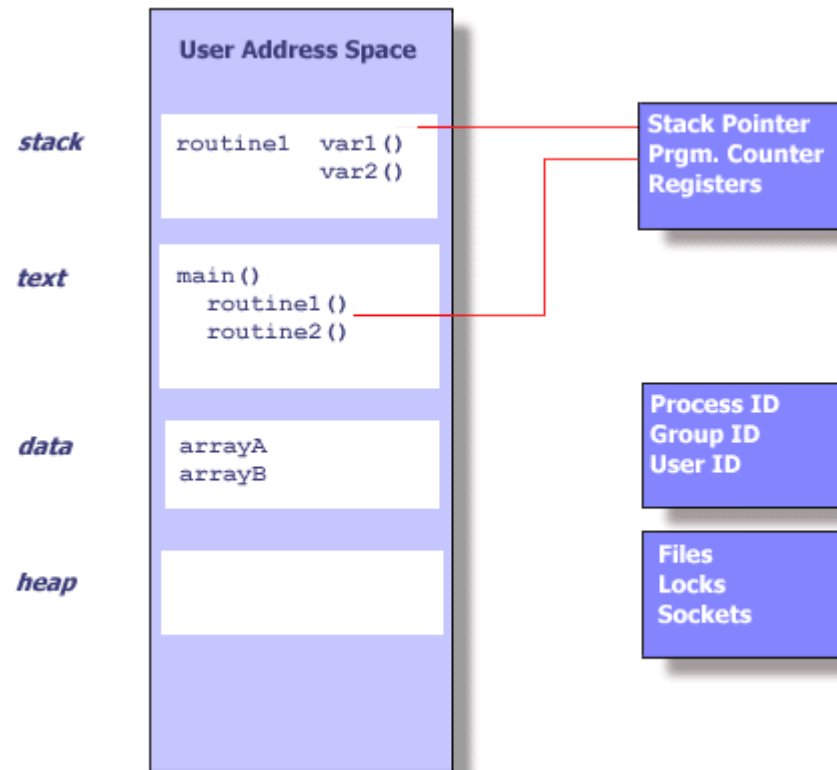 User Address Space
stack
routine1 var1()
var2()
text
main()
routine1()
routine2()
data
arrayA
arrayB
heap
Stack Pointer
Prgm. Counter
Registers
Process ID
Group ID
User ID
Files
Locks
Sockets